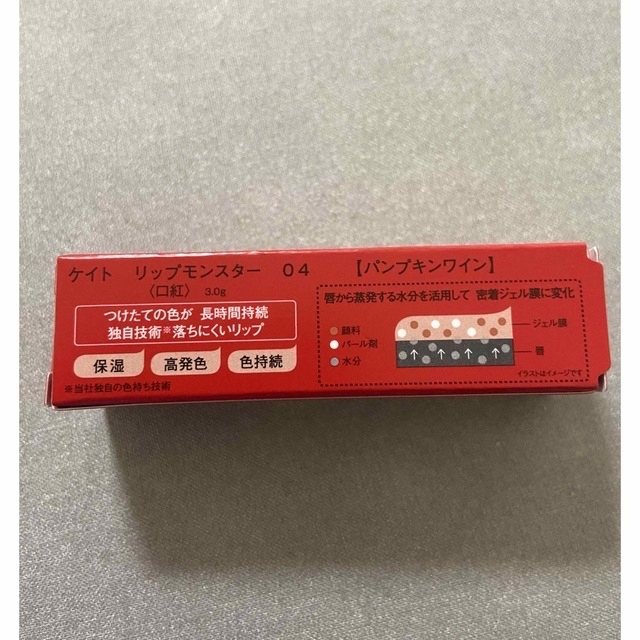 ケイト リップモンスター 04 【パンプキンワイン】
〈口紅〉 3.0g
つけたての色が 長時間持続
独自技術※落ちにくいリップ
保湿 高発色 色持続
※当社独自の色持ち技術
唇から蒸発する水分を活用して 密着ジェル膜に変化
顔料
パール剤
水分
ジェル膜
唇
イラストはイメージです